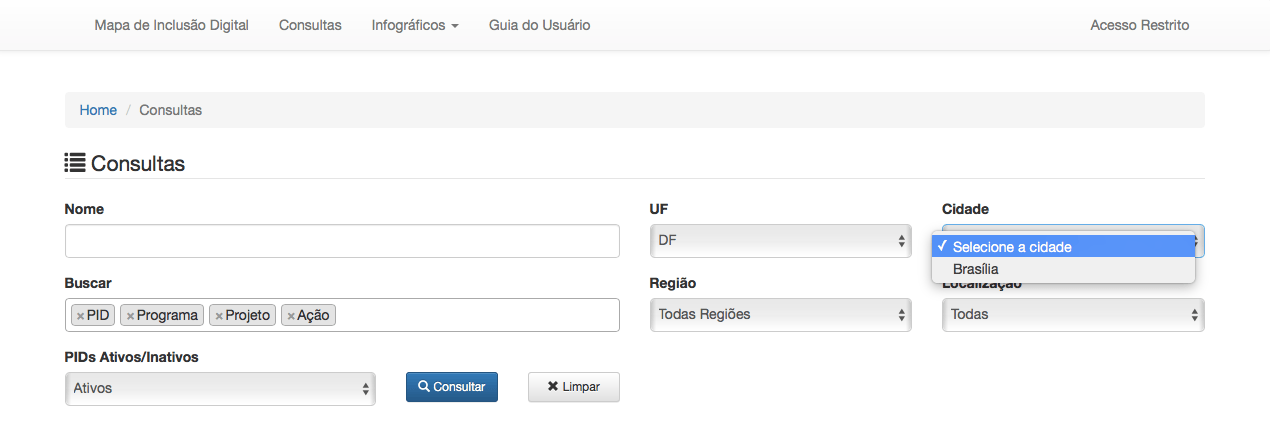 Mapa de Inclusão Digital Consultas Infográficos Guia do Usuário Acesso Restrito
Home / Consultas
Consultas
Nome UF Cidade
DF
✓ Selecione a cidade
Brasília
Buscar Região Localização
×PID ×Programa ×Projeto ×Ação Todas Regiões Todas
PIDs Ativos/Inativos
Ativos Consultar Limpar